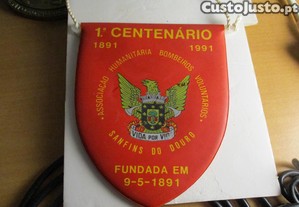 CustoJusto.pt
1.º CENTENÁRIO
1891 1991
ASSOCIAÇÃO HUMANITARIA BOMBEIROS VOLUNTÁRIOS
VIDA POR VIDA
SANFINS DO DOURO
FUNDADA EM
9-5-1891